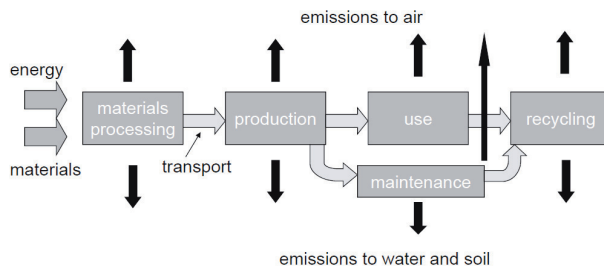 emissions to air
energy
materials
processing
production
use
recycling
transport
materials
maintenance
emissions to water and soil